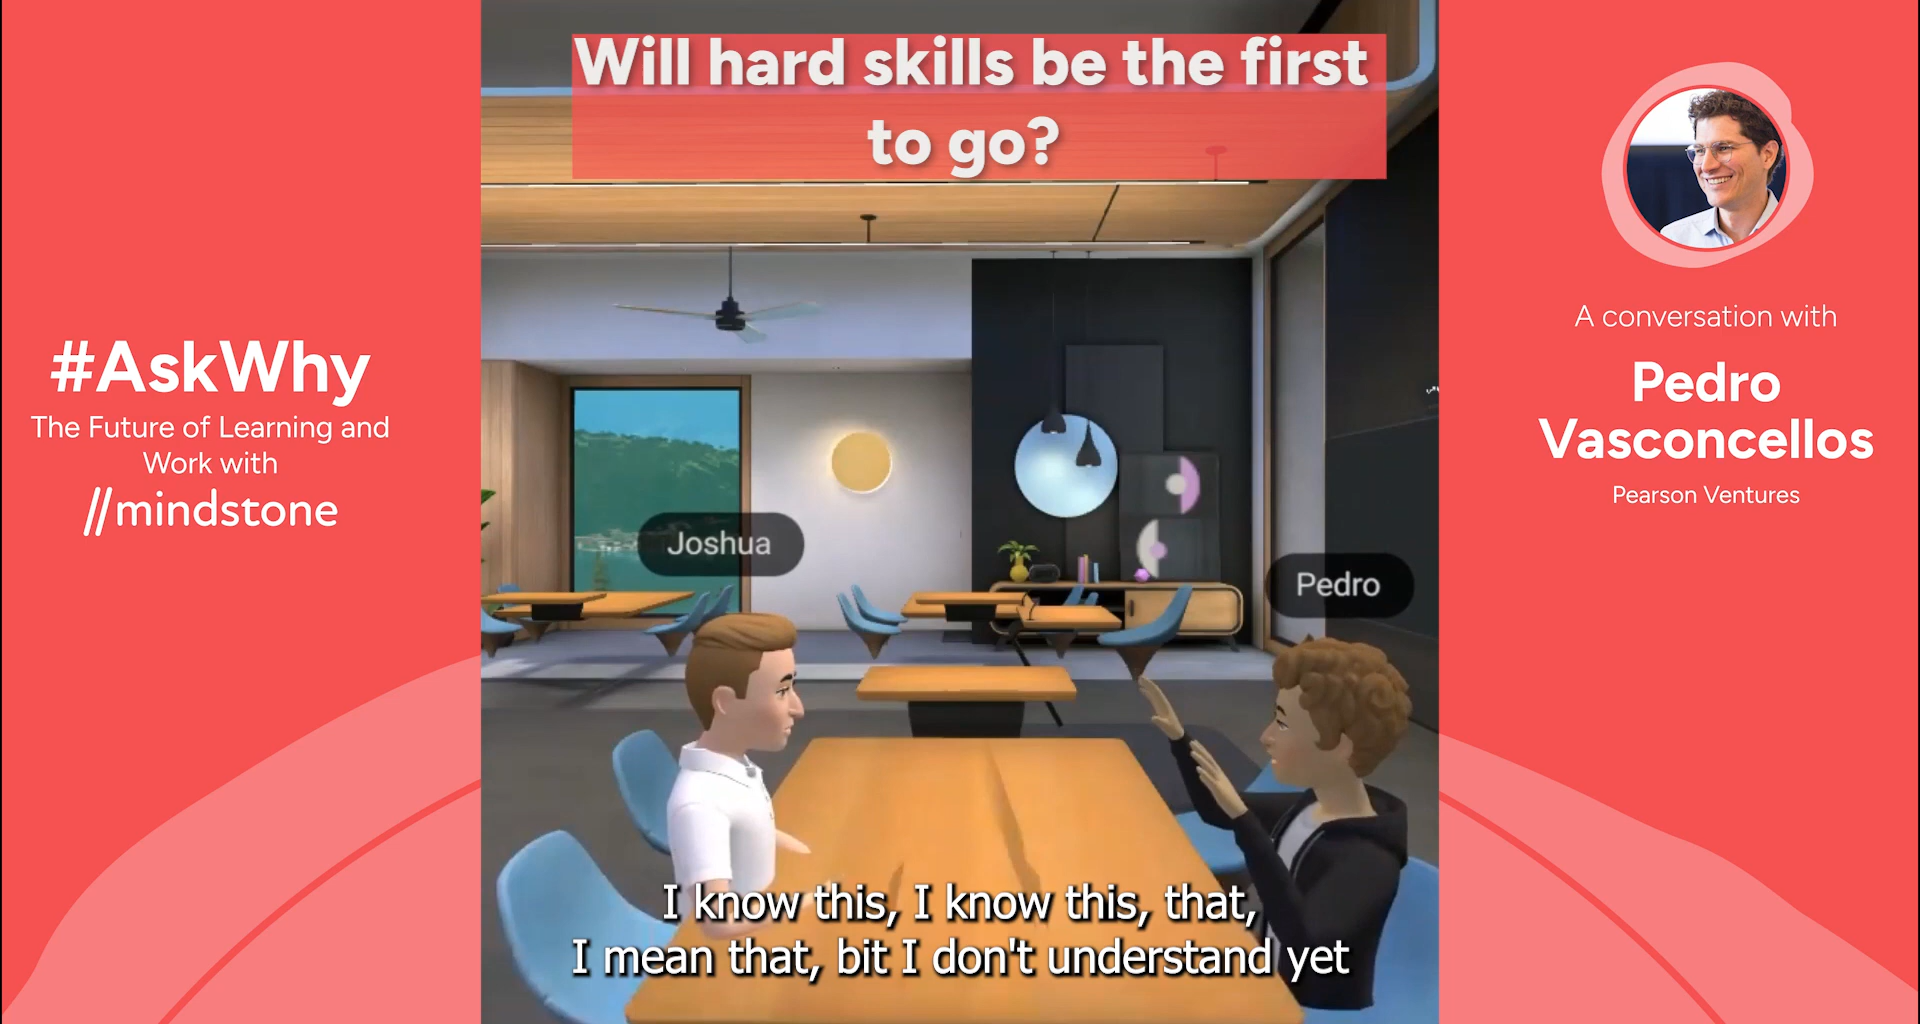 Will hard skills be the first
to go?
#AskWhy
The Future of Learning and
Work with
//mindstone
A conversation with
Pedro
Vasconcellos
Pearson Ventures
Joshua
Pedro
I know this, I know this, that,
I mean that, bit I don't understand yet